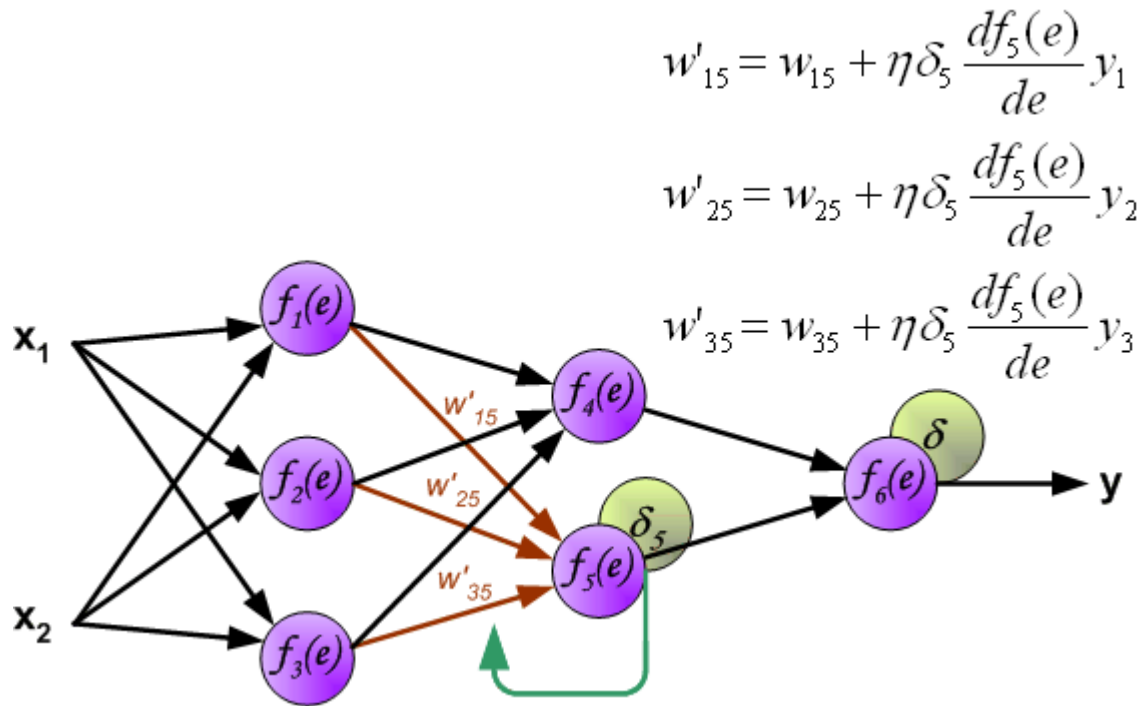 w'₁₅ = w₁₅ + ηδ₅ df₅(e)/de y₁
w'₂₅ = w₂₅ + ηδ₅ df₅(e)/de y₂
w'₃₅ = w₃₅ + ηδ₅ df₅(e)/de y₃
x₁
x₂
f₁(e)
f₂(e)
f₃(e)
w'₁₅
w'₂₅
w'₃₅
f₄(e)
δ₅
f₅(e)
δ
f₆(e)
y